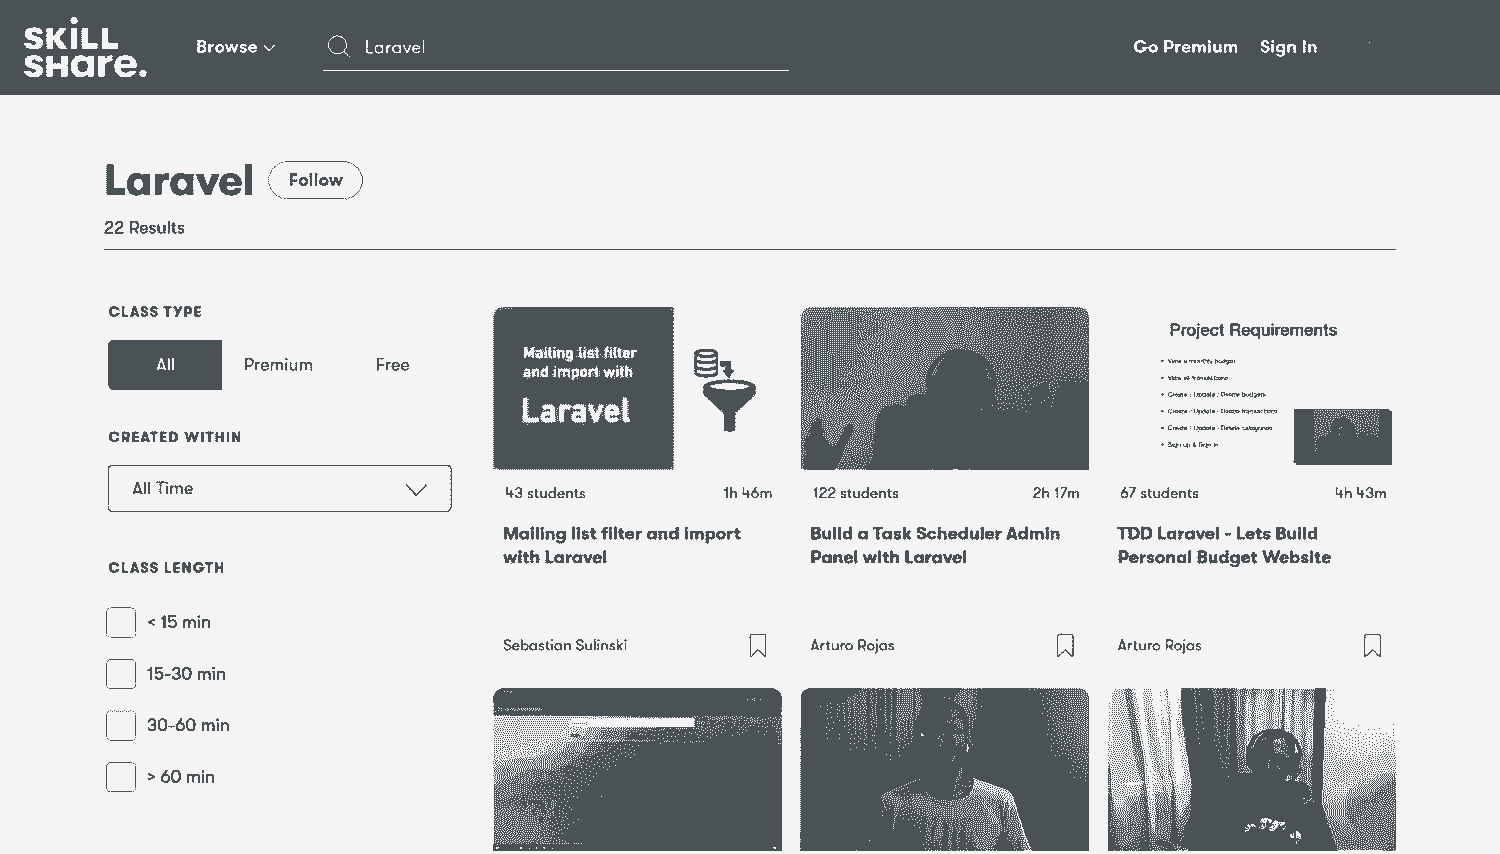 SKiLL
SHare.
Browse
Laravel
Go Premium
Sign In
Laravel
Follow
22 Results
CLASS TYPE
All
Premium
Free
CREATED WITHIN
All Time
CLASS LENGTH
< 15 min
15-30 min
30-60 min
> 60 min
Mailing list filter
and import with
Laravel
43 students
1h 46m
Mailing list filter and import
with Laravel
Sebastian Sulinski
122 students
2h 17m
Build a Task Scheduler Admin
Panel with Laravel
Arturo Rojas
Project Requirements
67 students
4h 43m
TDD Laravel - Lets Build
Personal Budget Website
Arturo Rojas